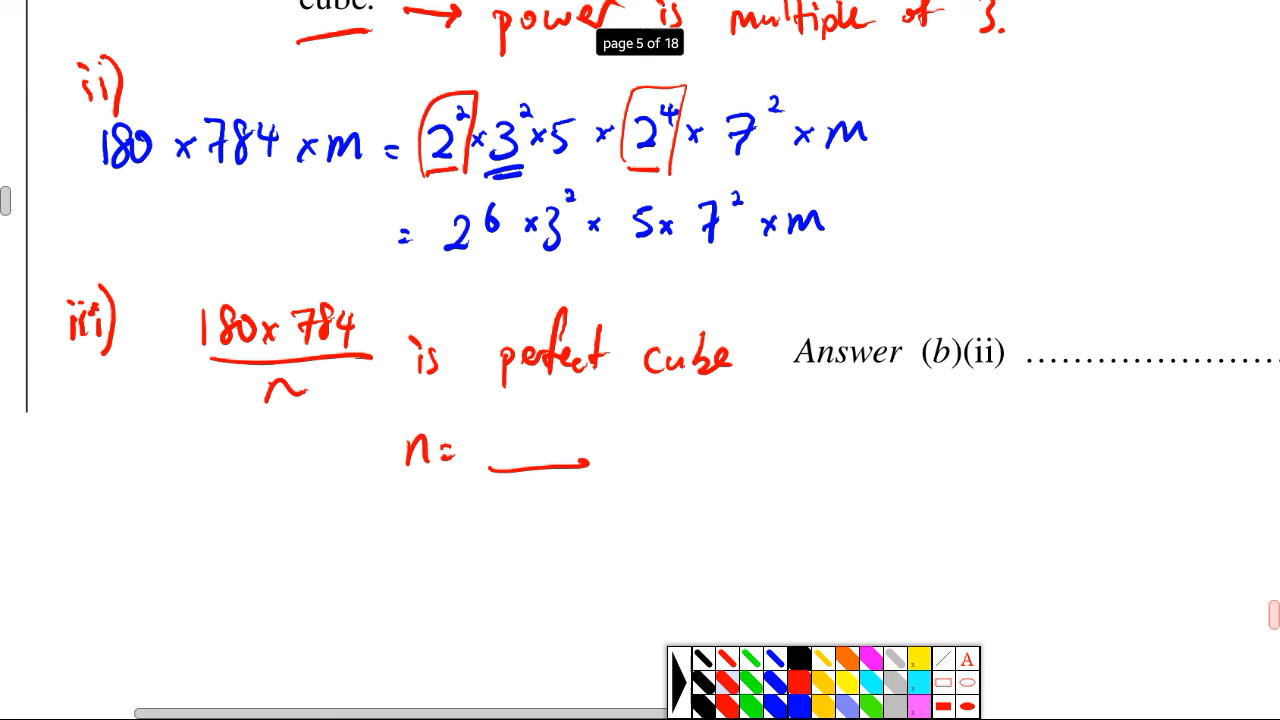 cube. → power is multiple of 3.
page 5 of 18
ii)
180 × 784 × m = 2² × 3² × 5 × 2⁴ × 7² × m
= 2⁶ × 3² × 5 × 7² × m
iii) 180 × 784 / n is perfect cube
Answer (b)(ii) ........................
n = ____
A